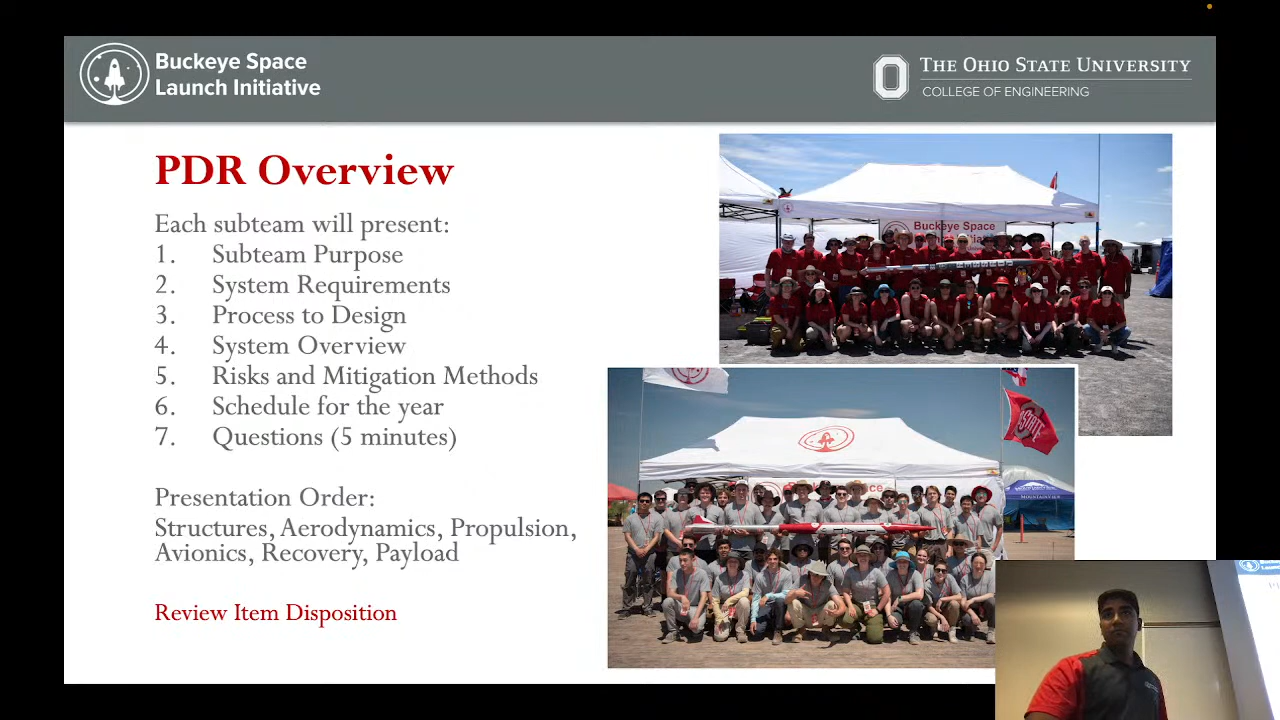 Buckeye Space
Launch Initiative
THE OHIO STATE UNIVERSITY
COLLEGE OF ENGINEERING
PDR Overview
Each subteam will present:
1. Subteam Purpose
2. System Requirements
3. Process to Design
4. System Overview
5. Risks and Mitigation Methods
6. Schedule for the year
7. Questions (5 minutes)
Presentation Order:
Structures, Aerodynamics, Propulsion,
Avionics, Recovery, Payload
Review Item Disposition
Buckeye Space